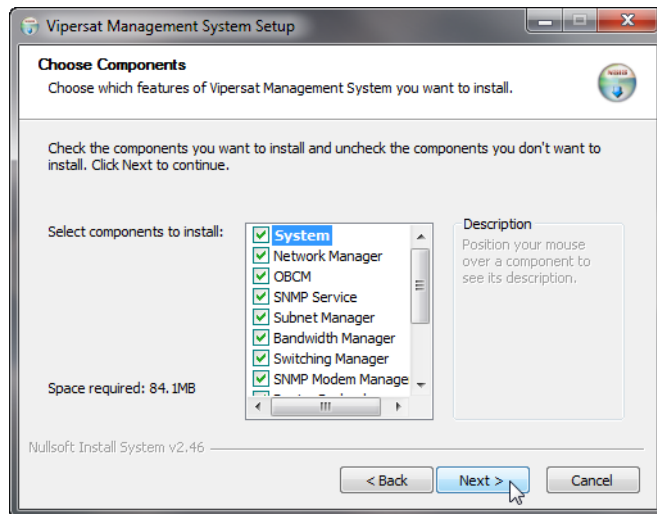 Vipersat Management System Setup
Choose Components
Choose which features of Vipersat Management System you want to install.
Check the components you want to install and uncheck the components you don't want to
install. Click Next to continue.
Select components to install:
System
Network Manager
OBCM
SNMP Service
Subnet Manager
Bandwidth Manager
Switching Manager
SNMP Modem Manage
Description
Position your mouse
over a component to
see its description.
Space required: 84.1MB
Nullsoft Install System v2.46
< Back
Next >
Cancel